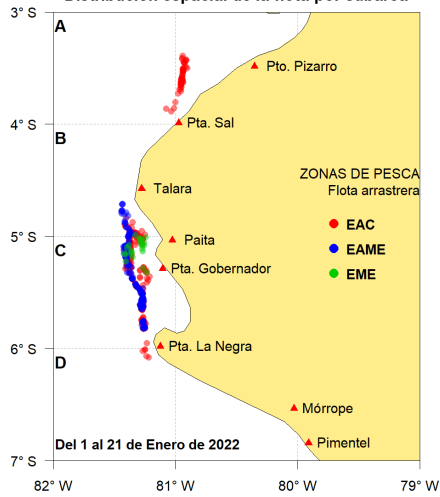 Distribución espacial de la flota por subárea
3° S
A
Pto. Pizarro
4° S
Pta. Sal
B
ZONAS DE PESCA
Talara
Flota arrastrera
EAC
5° S
Paita
C
EAME
Pta. Gobernador
EME
6° S
Pta. La Negra
D
Mórrope
Del 1 al 21 de Enero de 2022
Pimentel
7° S
82° W
81° W
80° W
79° W